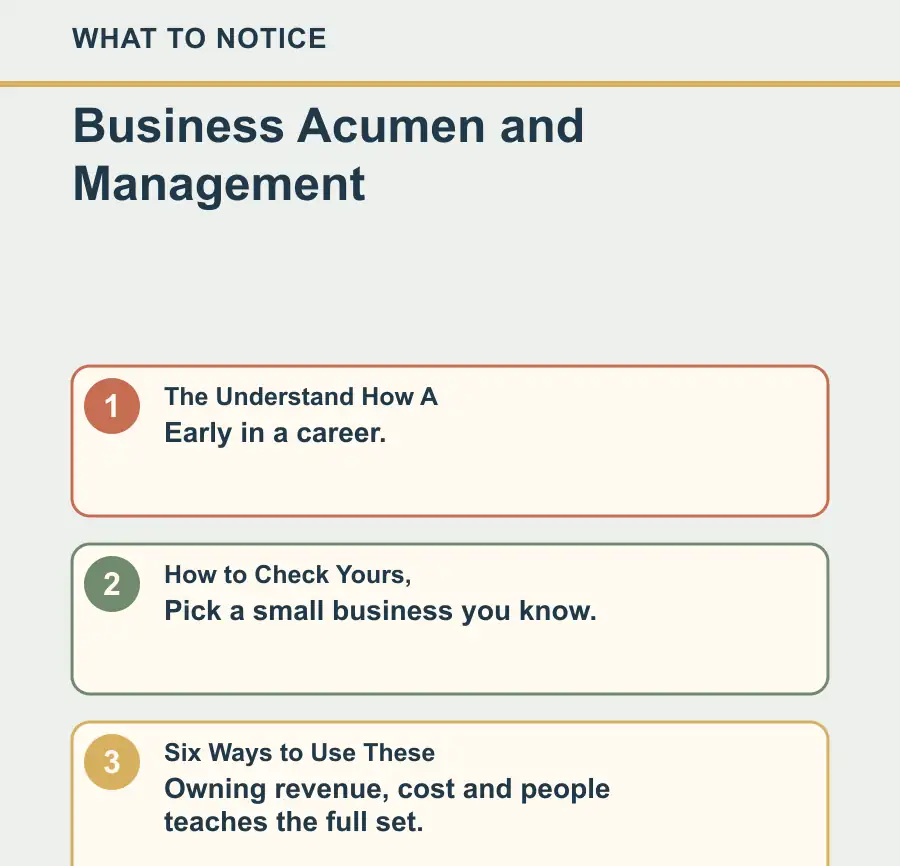 WHAT TO NOTICE
Business Acumen and
Management
1
The Understand How A
Early in a career.
2
How to Check Yours,
Pick a small business you know.
3
Six Ways to Use These
Owning revenue, cost and people
teaches the full set.